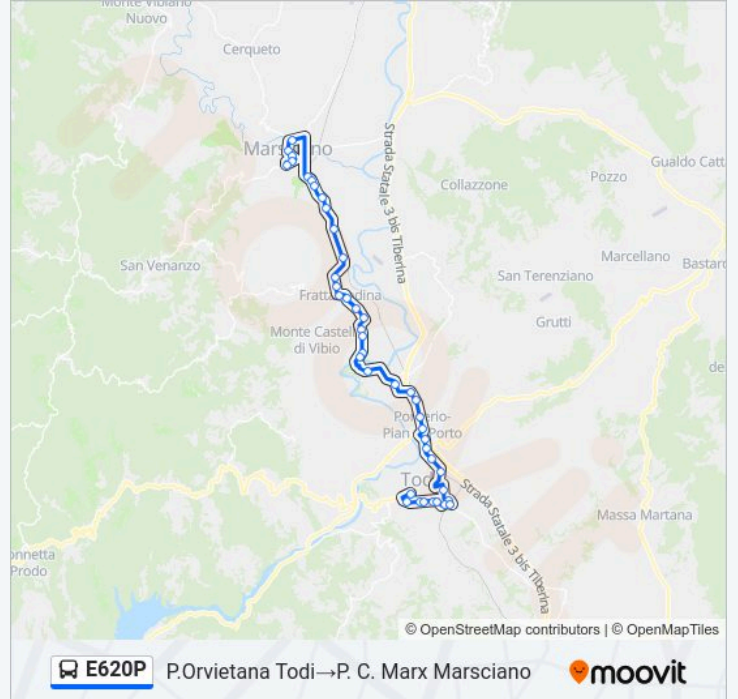 Monte Vibiano
Nuovo
Cerqueto
Marsciano
Strada Statale 3 bis Tiberina
Collazzone
Pozzo
Gualdo Catt
Marcellano
Bastard
San Venanzo
San Terenziano
Fratta Todina
Grutti
Monte Castello
di Vibio
de
Pian Porto
Todi
Strada Statale 3 bis Tiberina
Massa Martana
onnetta
Prodo
© OpenStreetMap contributors | © OpenMapTiles
E620P P.Orvietana Todi→P. C. Marx Marsciano moovit